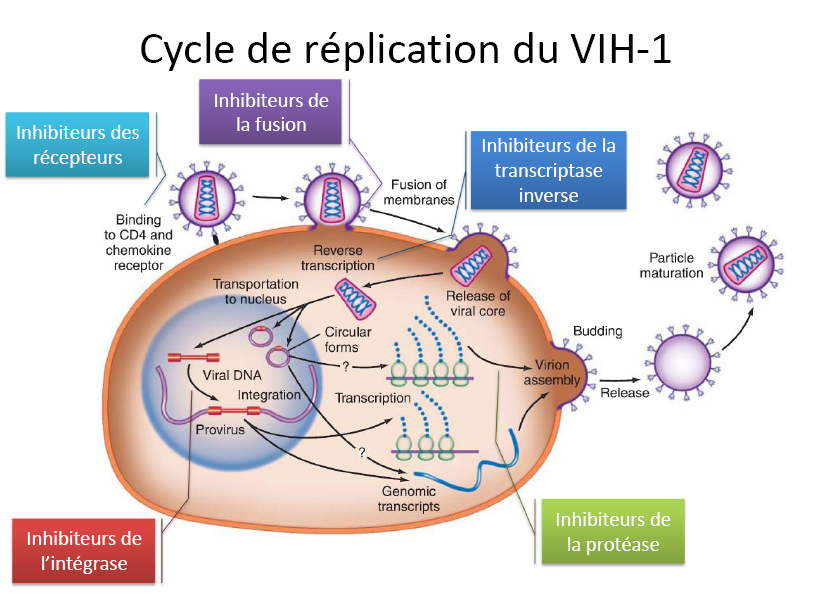 Cycle de réplication du VIH-1
Inhibiteurs de
la fusion
Inhibiteurs des
récepteurs
Inhibiteurs de la
transcriptase
inverse
Fusion of
membranes
Binding
to CD4 and
chemokine
receptor
Reverse
transcription
Particle
maturation
Transportation
to nucleus
Release of
viral core
Circular
forms
Budding
?
Virion
assembly
Viral DNA
Release
Integration
Transcription
Provirus
?
Genomic
transcripts
Inhibiteurs de
l’intégrase
Inhibiteurs de
la protéase